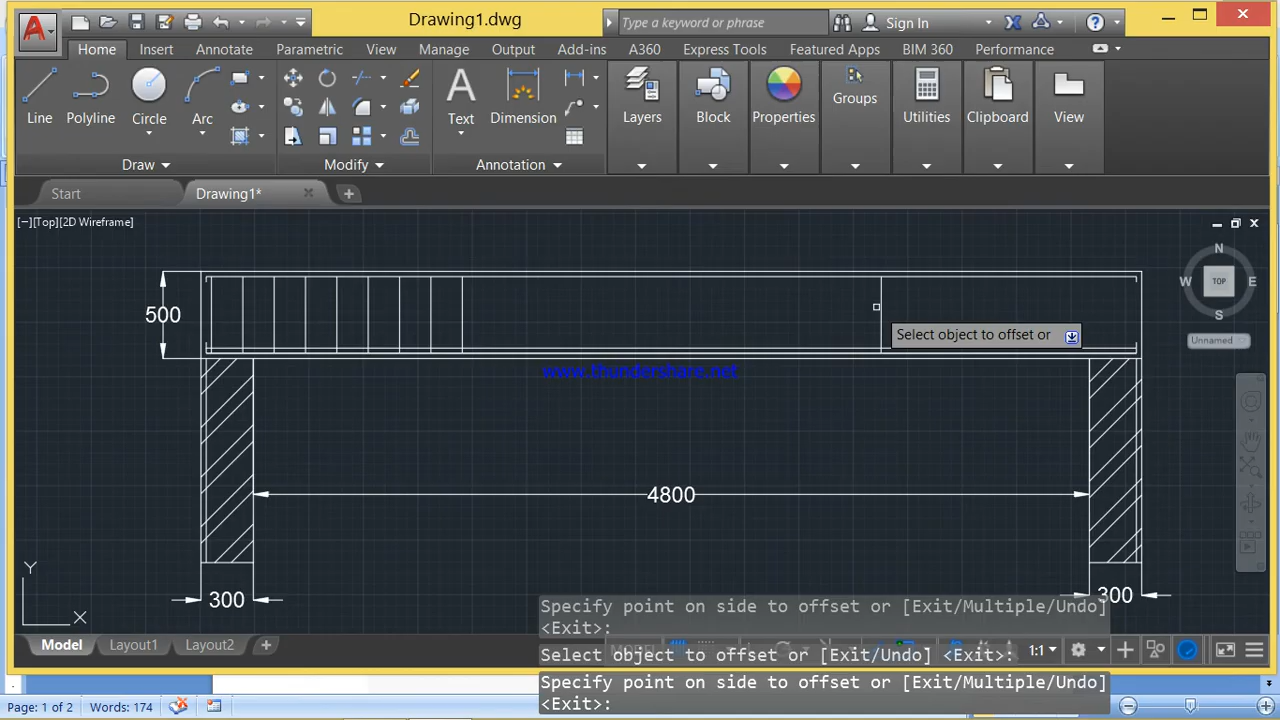 Drawing1.dwg
Type a keyword or phrase
Sign In
Home Insert Annotate Parametric View Manage Output Add-ins A360 Express Tools Featured Apps BIM 360 Performance
Line Polyline Circle Arc Text Dimension Layers Block Properties Groups Utilities Clipboard View
Draw Modify Annotation
Start Drawing1*
[−][Top][2D Wireframe]
N
W TOP E
S
Unnamed
500
Select object to offset or
www.thundershare.net
4800
Y
X
300
300
Specify point on side to offset or [Exit/Multiple/Undo]
<Exit>:
Select object to offset or [Exit/Undo] <Exit>:
Specify point on side to offset or [Exit/Multiple/Undo]
<Exit>:
Model Layout1 Layout2
1:1
Page: 1 of 2 Words: 174